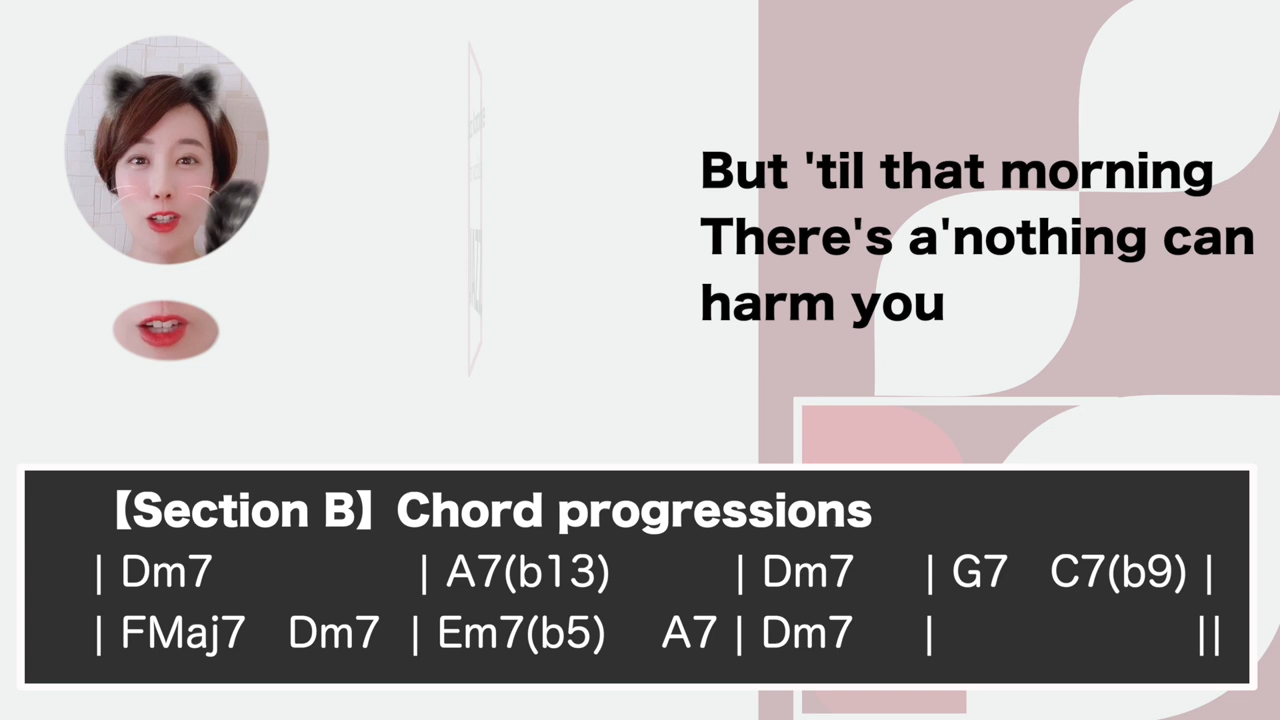 But 'til that morning
There's a'nothing can
harm you
【Section B】Chord progressions
| Dm7 | A7(b13) | Dm7 | G7 C7(b9) |
| FMaj7 Dm7 | Em7(b5) A7 | Dm7 | ||